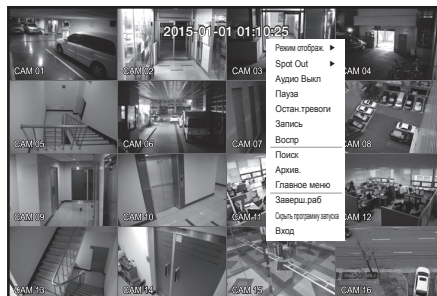 2015-01-01 01:10:25
CAM 01
CAM 02
CAM 03
CAM 04
Режим отображ.
Spot Out
Аудио Выкл
Пауза
Остан.тревоги
Запись
Воспр
Поиск
Архив.
Главное меню
Заверш.раб
Скрыть программу запуска
Вход
CAM 05
CAM 06
CAM 07
CAM 08
CAM 09
CAM 10
CAM 11
CAM 12
CAM 13
CAM 14
CAM 15
CAM 16